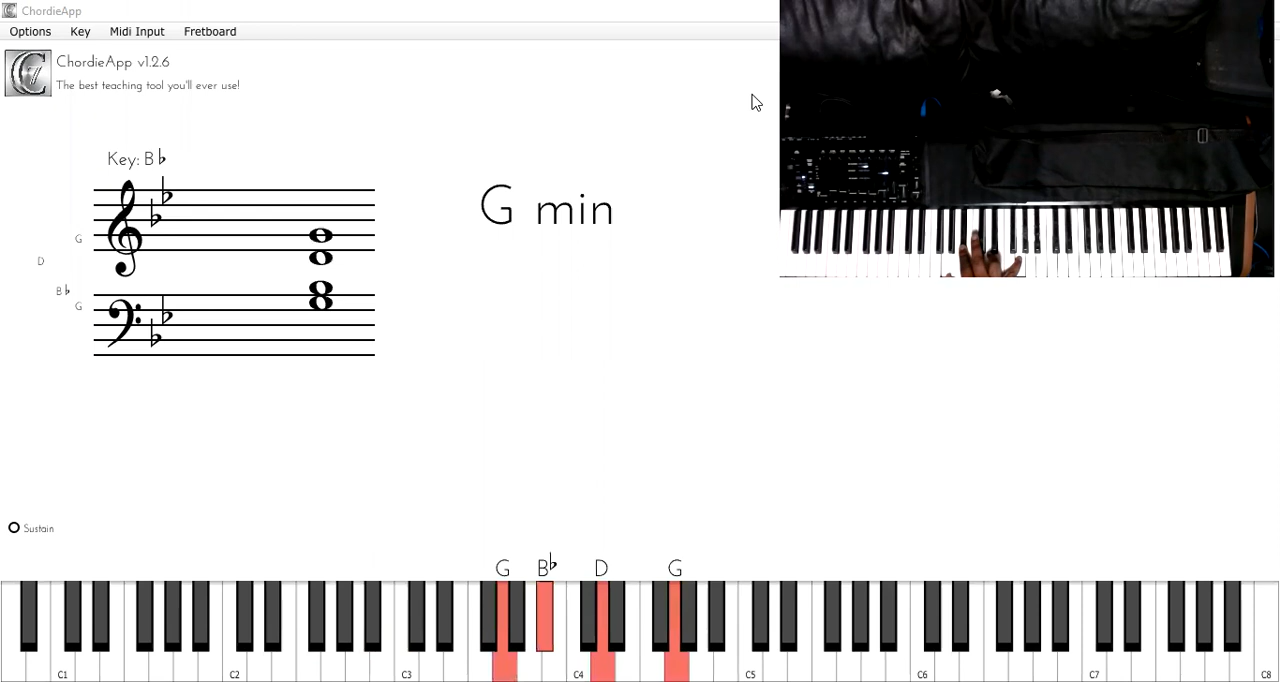 ChordieApp
Options Key Midi Input Fretboard
ChordieApp v1.2.6
The best teaching tool you'll ever use!
Key: B♭
G min
G
D
B♭
G
Sustain
G B♭ D G
C1 C2 C3 C4 C5 C6 C7 C8